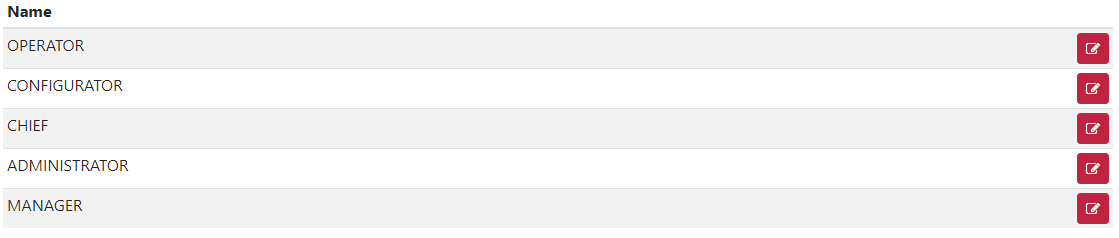 Name
OPERATOR
CONFIGURATOR
CHIEF
ADMINISTRATOR
MANAGER